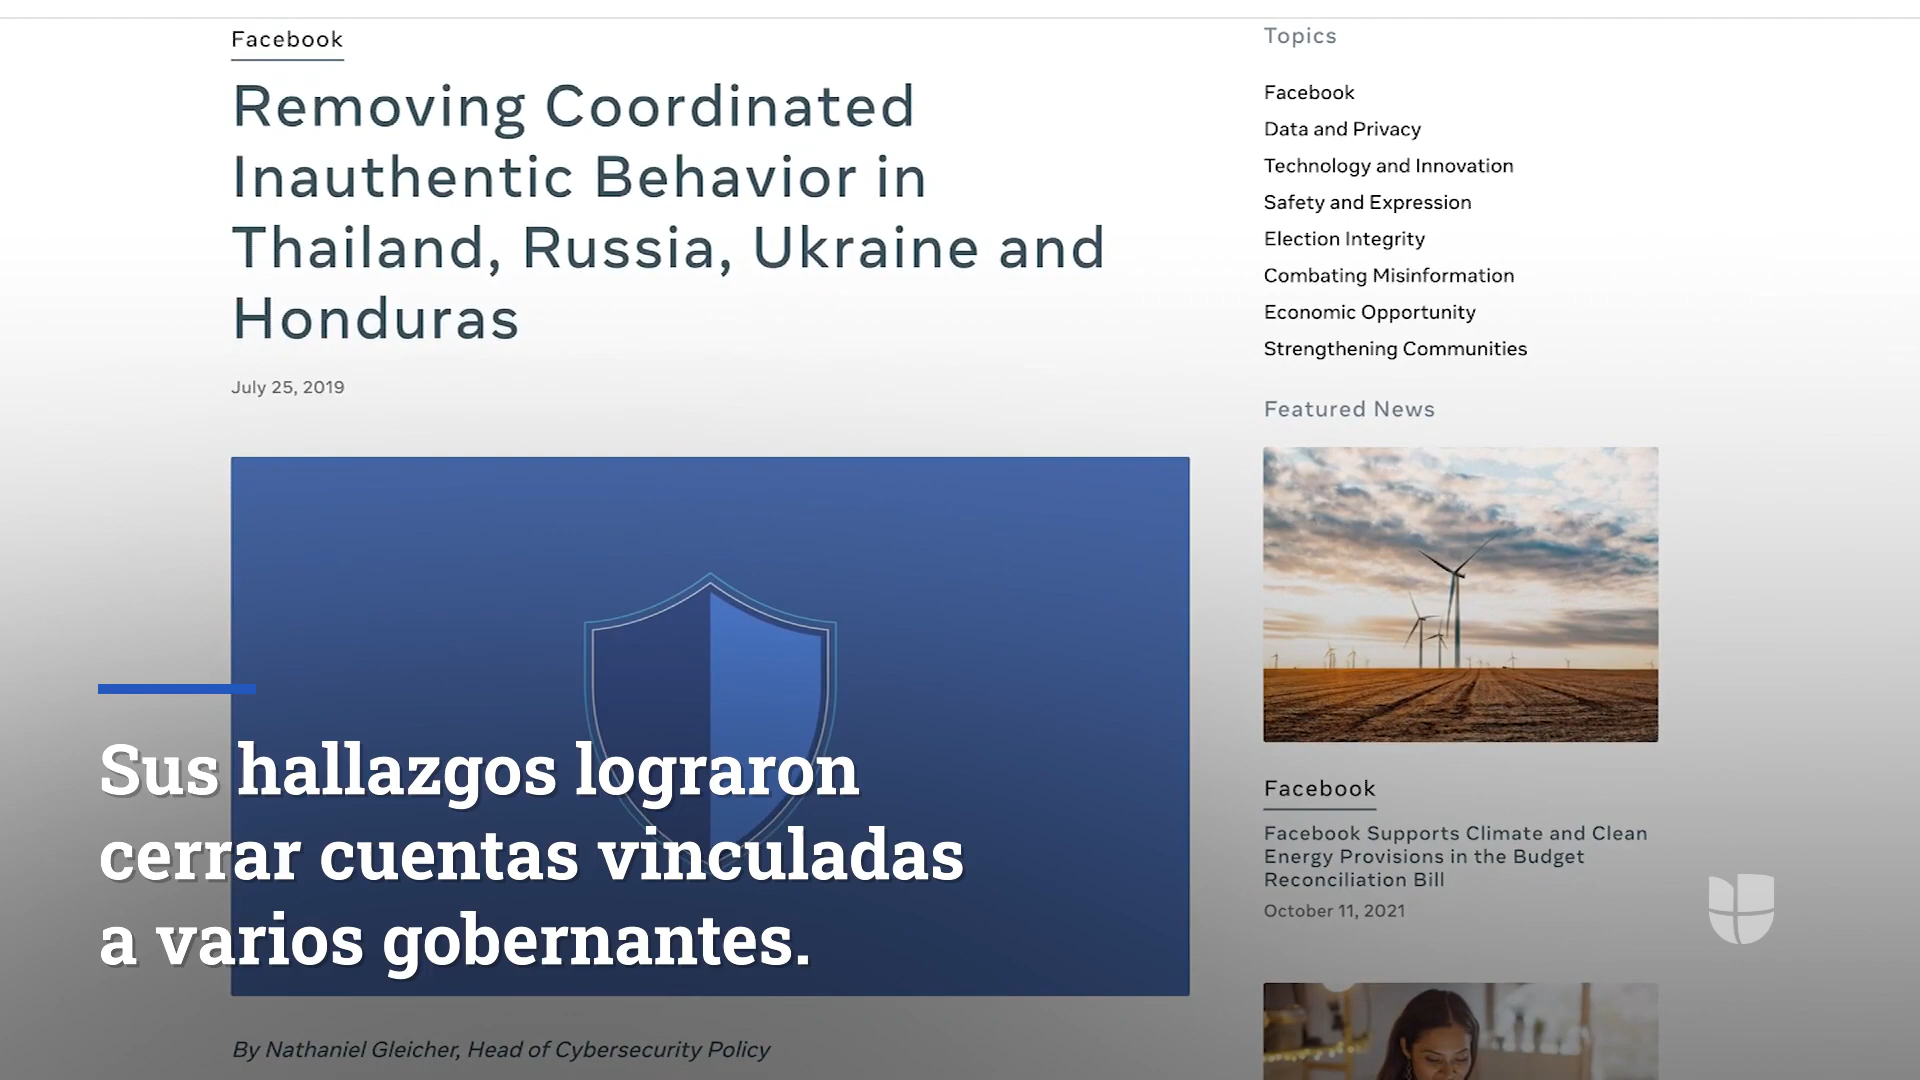 Facebook
Removing Coordinated
Inauthentic Behavior in
Thailand, Russia, Ukraine and
Honduras
July 25, 2019
Sus hallazgos lograron
cerrar cuentas vinculadas
a varios gobernantes.
By Nathaniel Gleicher, Head of Cybersecurity Policy
Topics
Facebook
Data and Privacy
Technology and Innovation
Safety and Expression
Election Integrity
Combating Misinformation
Economic Opportunity
Strengthening Communities
Featured News
Facebook
Facebook Supports Climate and Clean
Energy Provisions in the Budget
Reconciliation Bill
October 11, 2021